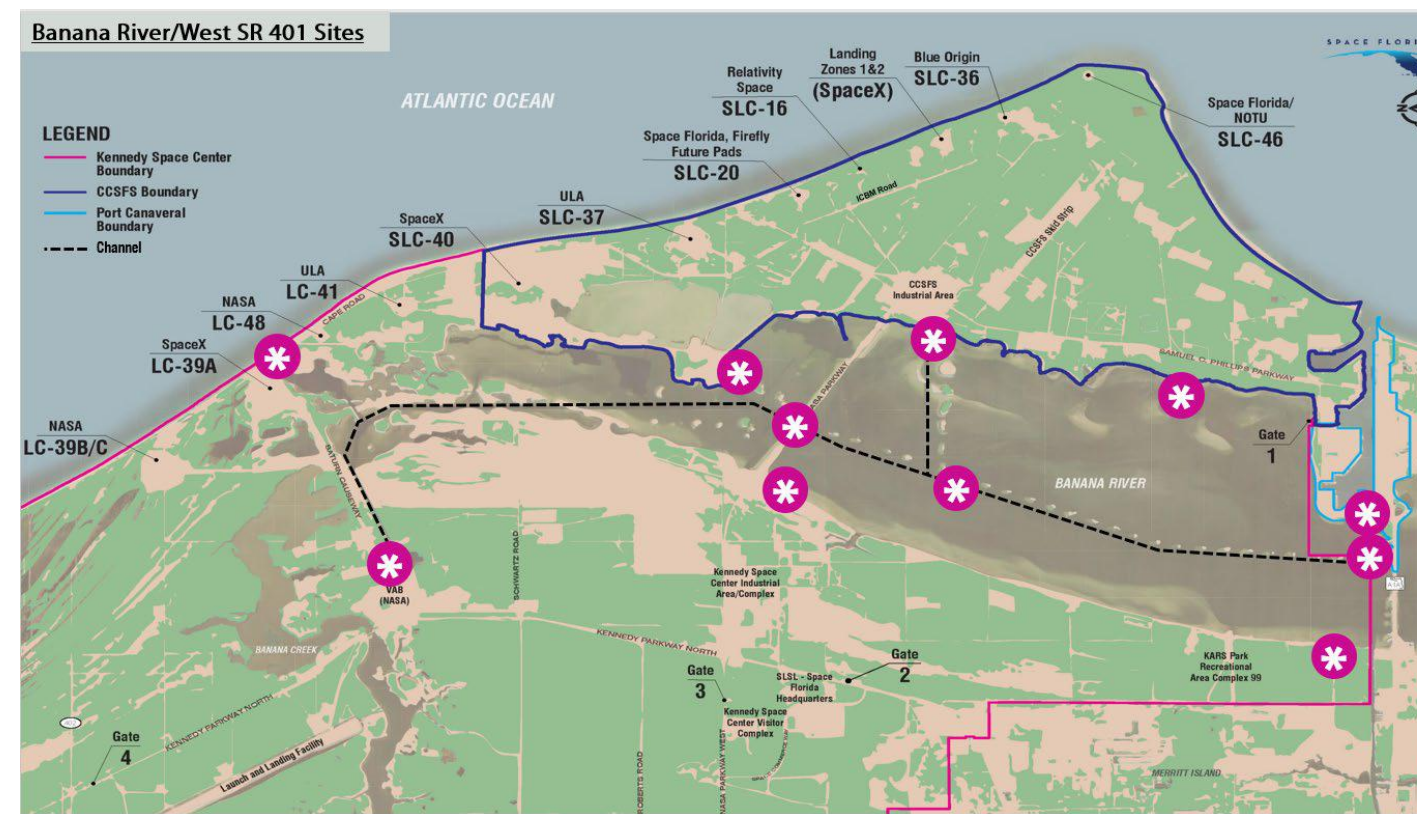 Banana River/West SR 401 Sites
SPACE FLORI
ATLANTIC OCEAN
LEGEND
Kennedy Space Center
Boundary
CCSFS Boundary
Port Canaveral
Boundary
Channel
Landing
Zones 1&2
(SpaceX)
Blue Origin
SLC-36
Relativity
Space
SLC-16
Space Florida/
NOTU
SLC-46
Space Florida, Firefly
Future Pads
SLC-20
ICBM Road
ULA
SLC-37
CCSFS Skid Strip
SpaceX
SLC-40
ULA
LC-41
CCSFS
Industrial Area
NASA
LC-48
CAPE ROAD
SpaceX
LC-39A
SAMUEL C. PHILLIPS PARKWAY
NASA
LC-39B/C
Gate
1
SATURN CAUSEWAY
BANANA RIVER
SCHWARTZ ROAD
VAB
(NASA)
Kennedy Space
Center Industrial
Area/Complex
BANANA CREEK
KENNEDY PARKWAY NORTH
Gate
2
KARS Park
Recreational
Area Complex 99
Gate
3
SLSL - Space
Florida
Headquarters
Kennedy Space
Center Visitor
Complex
KENNEDY PARKWAY NORTH
402
Gate
4
Launch and Landing Facility
ROBERTS ROAD
NASA PARKWAY WEST
MERRITT ISLAND